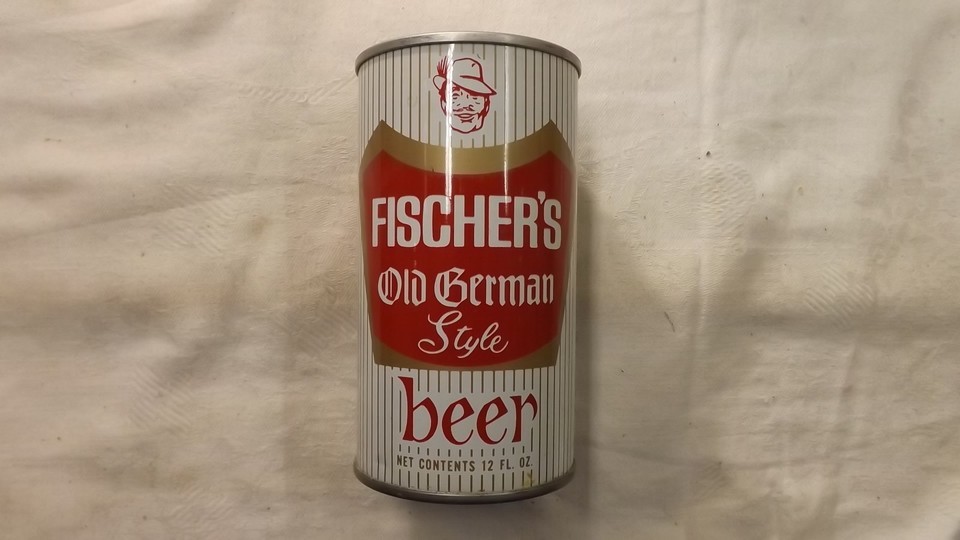 FISCHER'S
Old German
Style
beer
NET CONTENTS 12 FL. OZ.